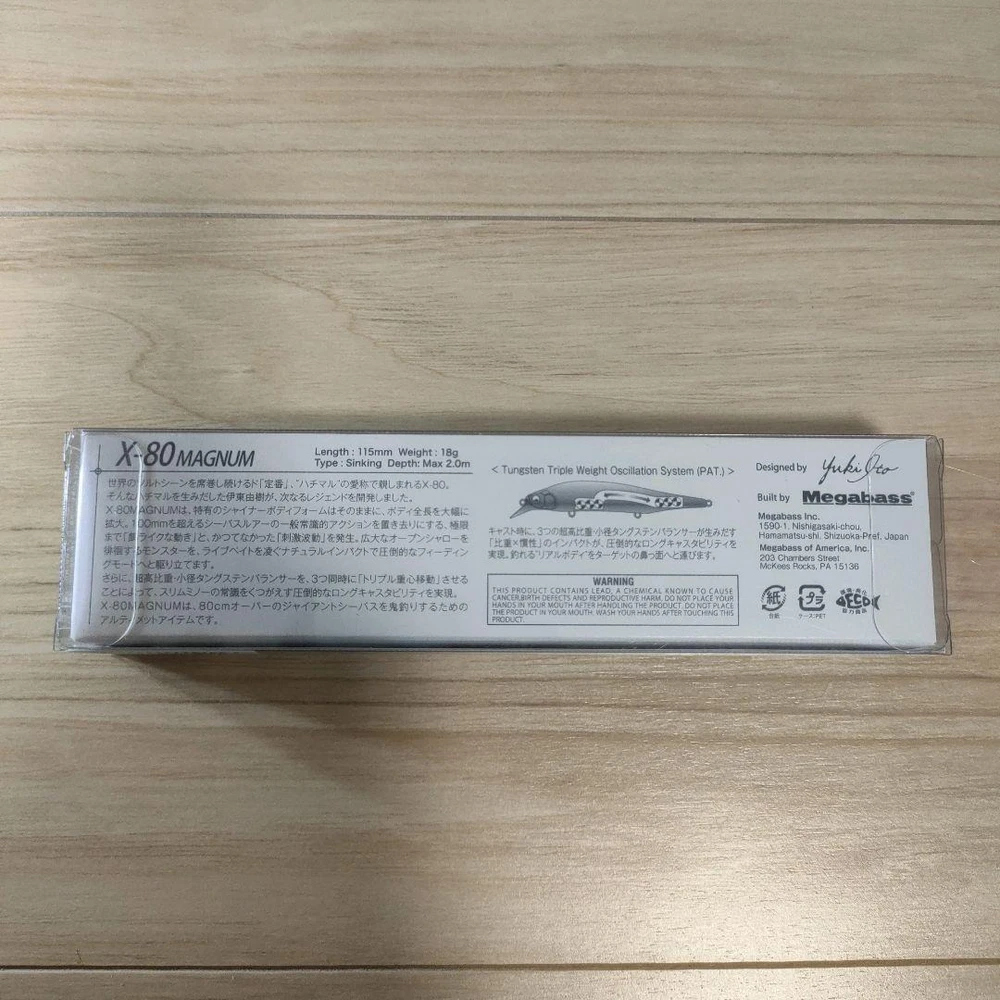 X-80 MAGNUM
Length : 115mm Weight : 18g
Type : Sinking Depth: Max 2.0m
世界のソルトシーンを席巻し続けるド「定番」、“ハチマル”の愛称で親しまれるX-80。
そんなハチマルを生みだした伊東由樹が、次なるレジェンドを開発しました。
X-80MAGNUMは、特有のシャイナーボディフォームはそのままに、ボディ全長を大幅に
拡大。100mmを超えるシーバスルアーの一般常識的アクションを置き去りにする、極限
まで「魚ライクな動き」と、かつてなかった「刺激波動」を発生。広大なオープンシャローを
徘徊するモンスターを、ライブベイトを凌ぐナチュラルインパクトで圧倒的なフィーディン
グモードへと駆り立てます。
さらに、超高比重・小径タングステンバランサーを、3つ同時に「トリプル重心移動」させる
ことによって、スリムミノーの常識をくつがえす圧倒的なロングキャスタビリティを実現。
X-80MAGNUMは、80cmオーバーのジャイアントシーバスを鬼釣りするための
アルティメットアイテムです。
< Tungsten Triple Weight Oscillation System (PAT.) >
キャスト時に、3つの超高比重・小径タングステンバランサーが生みだす
「比重×慣性」のインパクトが、圧倒的なロングキャスタビリティを
実現。釣れる“リアルボディ”をターゲットの鼻っ面へと運びます。
WARNING
THIS PRODUCT CONTAINS LEAD, A CHEMICAL KNOWN TO CAUSE
CANCER,BIRTH DEFECTS AND REPRODUCTIVE HARM. DO NOT PLACE YOUR
HANDS IN YOUR MOUTH AFTER HANDLING THE PRODUCT. DO NOT PLACE
THE PRODUCT IN YOUR MOUTH. WASH YOUR HANDS AFTER TOUCHING THIS
PRODUCT.
Designed by Yuki Ito
Built by Megabass®
Megabass Inc.
1590-1, Nishigasaki-chou,
Hamamatsu-shi, Shizuoka-Pref. Japan
Megabass of America, Inc.
203 Chambers Street
McKees Rocks, PA 15136
紙
台紙
プラ
ケース:PET
ECO